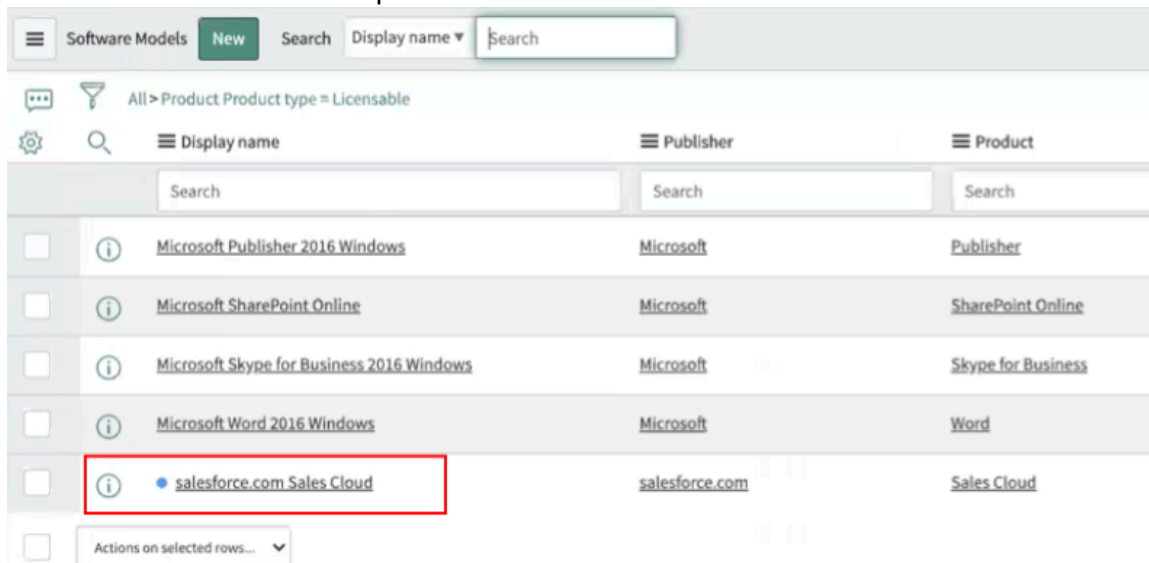 Software Models New Search Display name ▼ Search
All > Product Product type = Licensable
Display name Publisher Product
Search Search Search
Microsoft Publisher 2016 Windows Microsoft Publisher
Microsoft SharePoint Online Microsoft SharePoint Online
Microsoft Skype for Business 2016 Windows Microsoft Skype for Business
Microsoft Word 2016 Windows Microsoft Word
salesforce.com Sales Cloud salesforce.com Sales Cloud
Actions on selected rows...